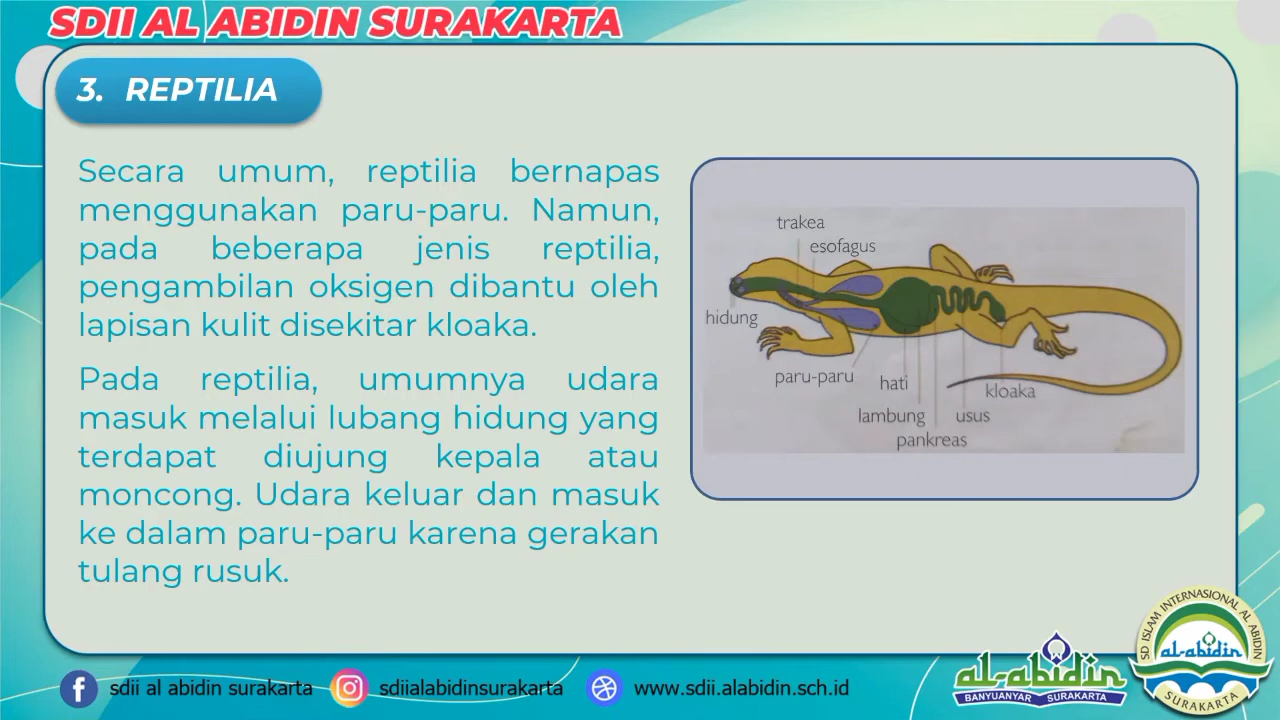 SDII AL ABIDIN SURAKARTA
3. REPTILIA
Secara umum, reptilia bernapas
menggunakan paru-paru. Namun,
pada beberapa jenis reptilia,
pengambilan oksigen dibantu oleh
lapisan kulit disekitar kloaka.
Pada reptilia, umumnya udara
masuk melalui lubang hidung yang
terdapat diujung kepala atau
moncong. Udara keluar dan masuk
ke dalam paru-paru karena gerakan
tulang rusuk.
trakea
esofagus
hidung
paru-paru
hati
kloaka
lambung
usus
pankreas
sdii al abidin surakarta
sdiialabidinsurakarta
www.sdii.alabidin.sch.id
al-abidin
BANYUANYAR SURAKARTA
SD ISLAM INTERNASIONAL AL ABIDIN
al-abidin
SURAKARTA